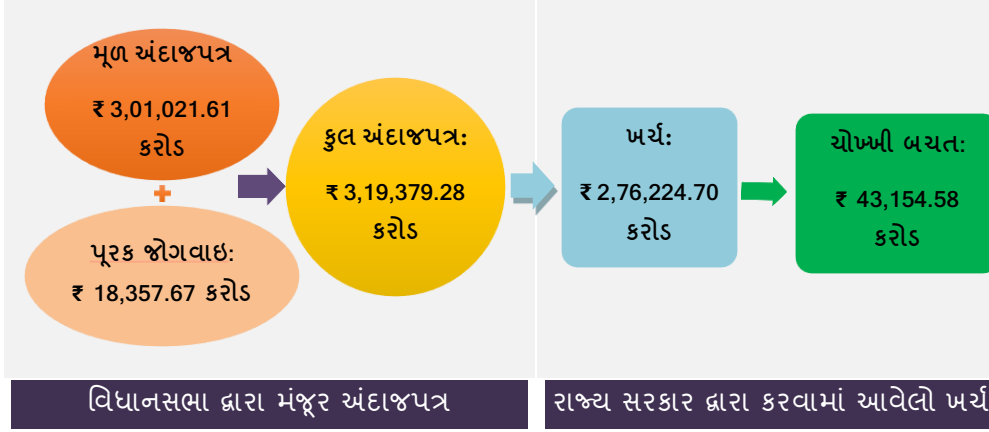 મૂળ અંદાજપત્ર
₹ 3,01,021.61
કરોડ
+
પૂરક જોગવાઇ:
₹ 18,357.67 કરોડ
કુલ અંદાજપત્ર:
₹ 3,19,379.28
કરોડ
ખર્ચ:
₹ 2,76,224.70
કરોડ
ચોખ્ખી બચત:
₹ 43,154.58
કરોડ
વિધાનસભા દ્વારા મંજૂર અંદાજપત્ર
રાજ્ય સરકાર દ્વારા કરવામાં આવેલો ખર્ચ